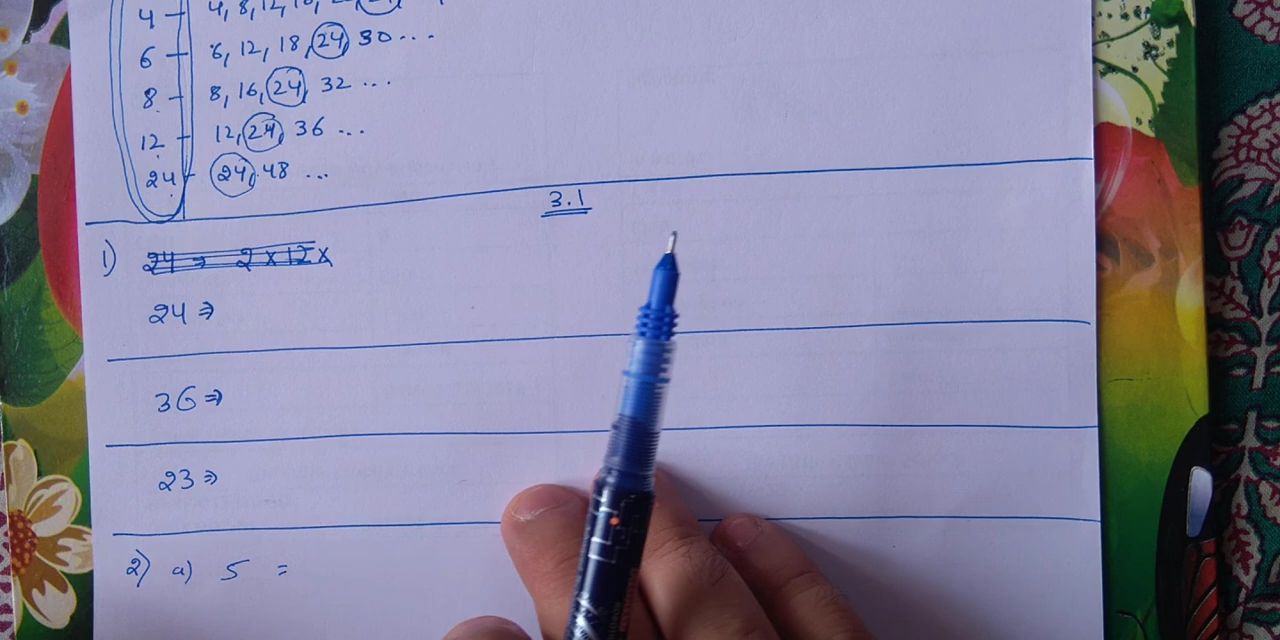 4 - 4, 8, 12, 16,
6 - 6, 12, 18, 24, 30 ...
8 - 8, 16, 24, 32 ...
12 - 12, 24, 36 ...
24 - 24, 48 ...
3.1
1) 24 ⇒ 2 x 12 x
24 ⇒
36 ⇒
23 ⇒
2) a) 5 =